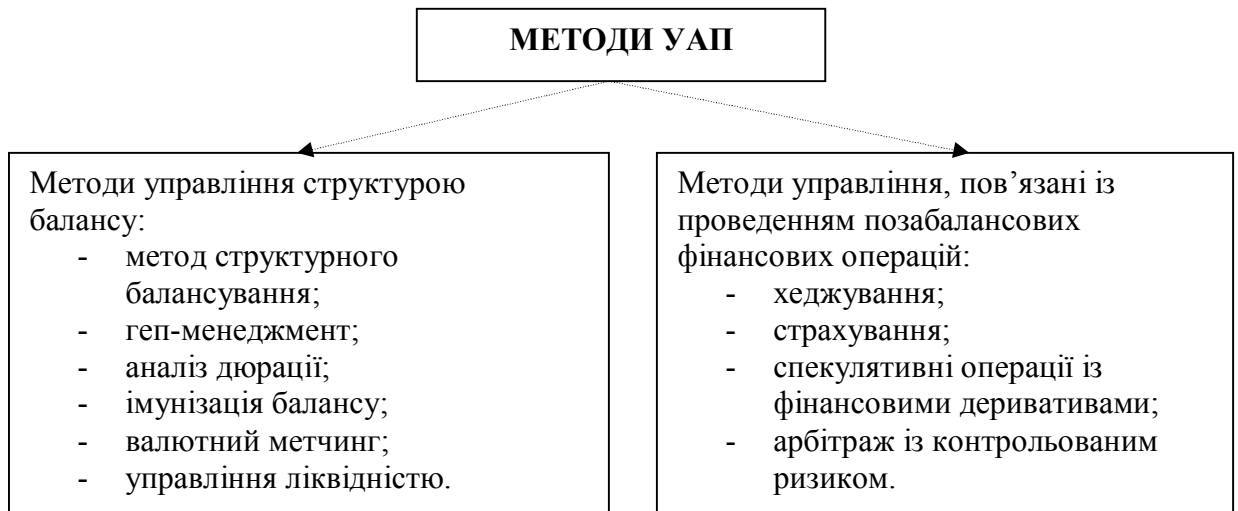 МЕТОДИ УАП
Методи управління структурою
балансу:
- метод структурного
балансування;
- геп-менеджмент;
- аналіз дюрації;
- імунізація балансу;
- валютний метчинг;
- управління ліквідністю.
Методи управління, пов’язані із
проведенням позабалансових
фінансових операцій:
- хеджування;
- страхування;
- спекулятивні операції із
фінансовими деривативами;
- арбітраж із контрольованим
ризиком.